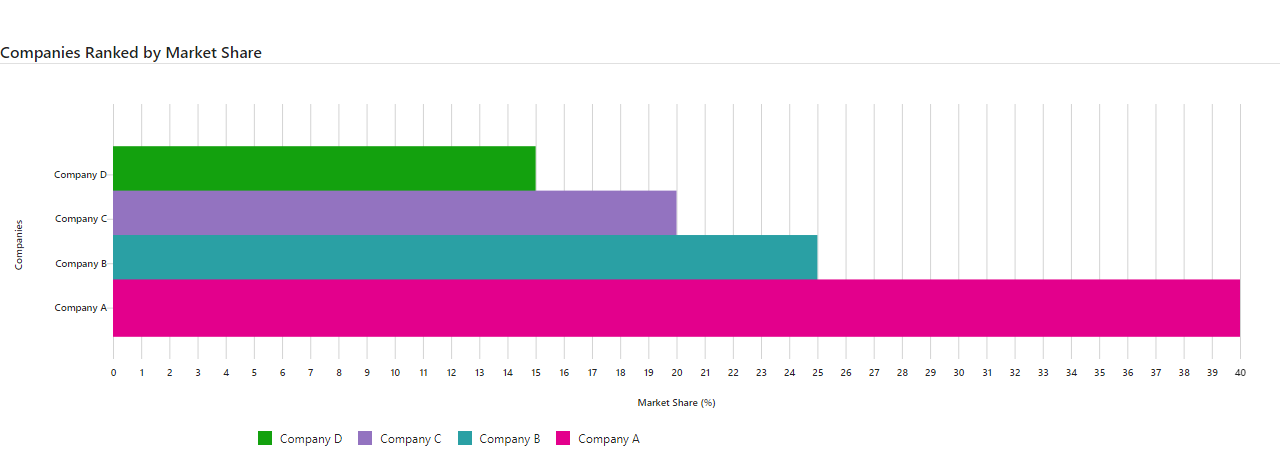 Companies Ranked by Market Share
Company D
Company C
Company B
Company A
Companies
0 1 2 3 4 5 6 7 8 9 10 11 12 13 14 15 16 17 18 19 20 21 22 23 24 25 26 27 28 29 30 31 32 33 34 35 36 37 38 39 40
Market Share (%)
Company D Company C Company B Company A